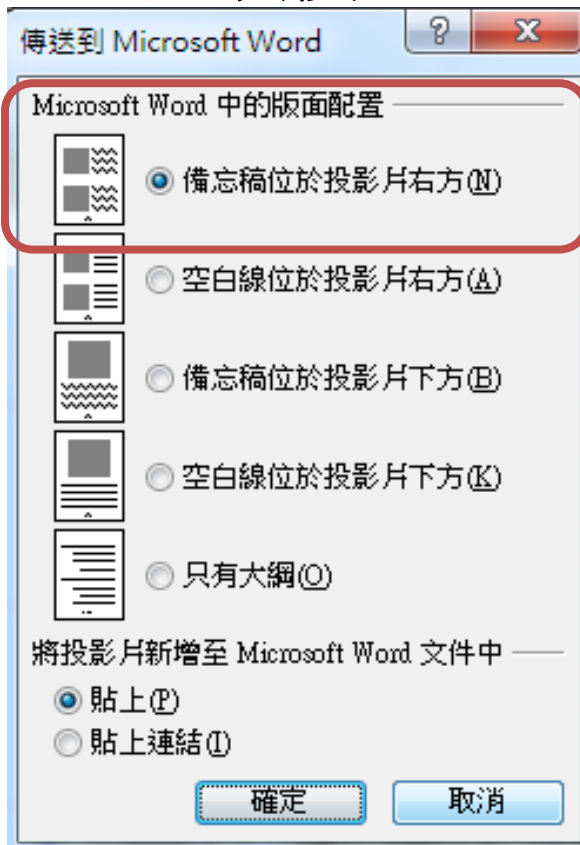 傳送到 Microsoft Word
Microsoft Word 中的版面配置
備忘稿位於投影片右方(N)
空白線位於投影片右方(A)
備忘稿位於投影片下方(B)
空白線位於投影片下方(K)
只有大綱(O)
將投影片新增至 Microsoft Word 文件中
貼上(P)
貼上連結(I)
確定 取消